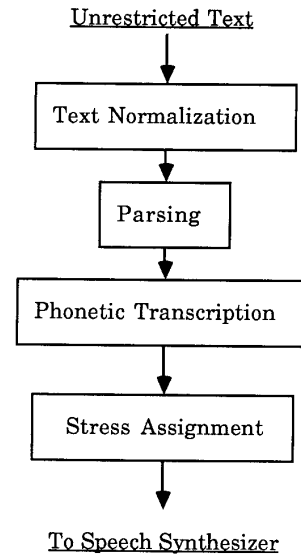 Unrestricted Text
Text Normalization
Parsing
Phonetic Transcription
Stress Assignment
To Speech Synthesizer